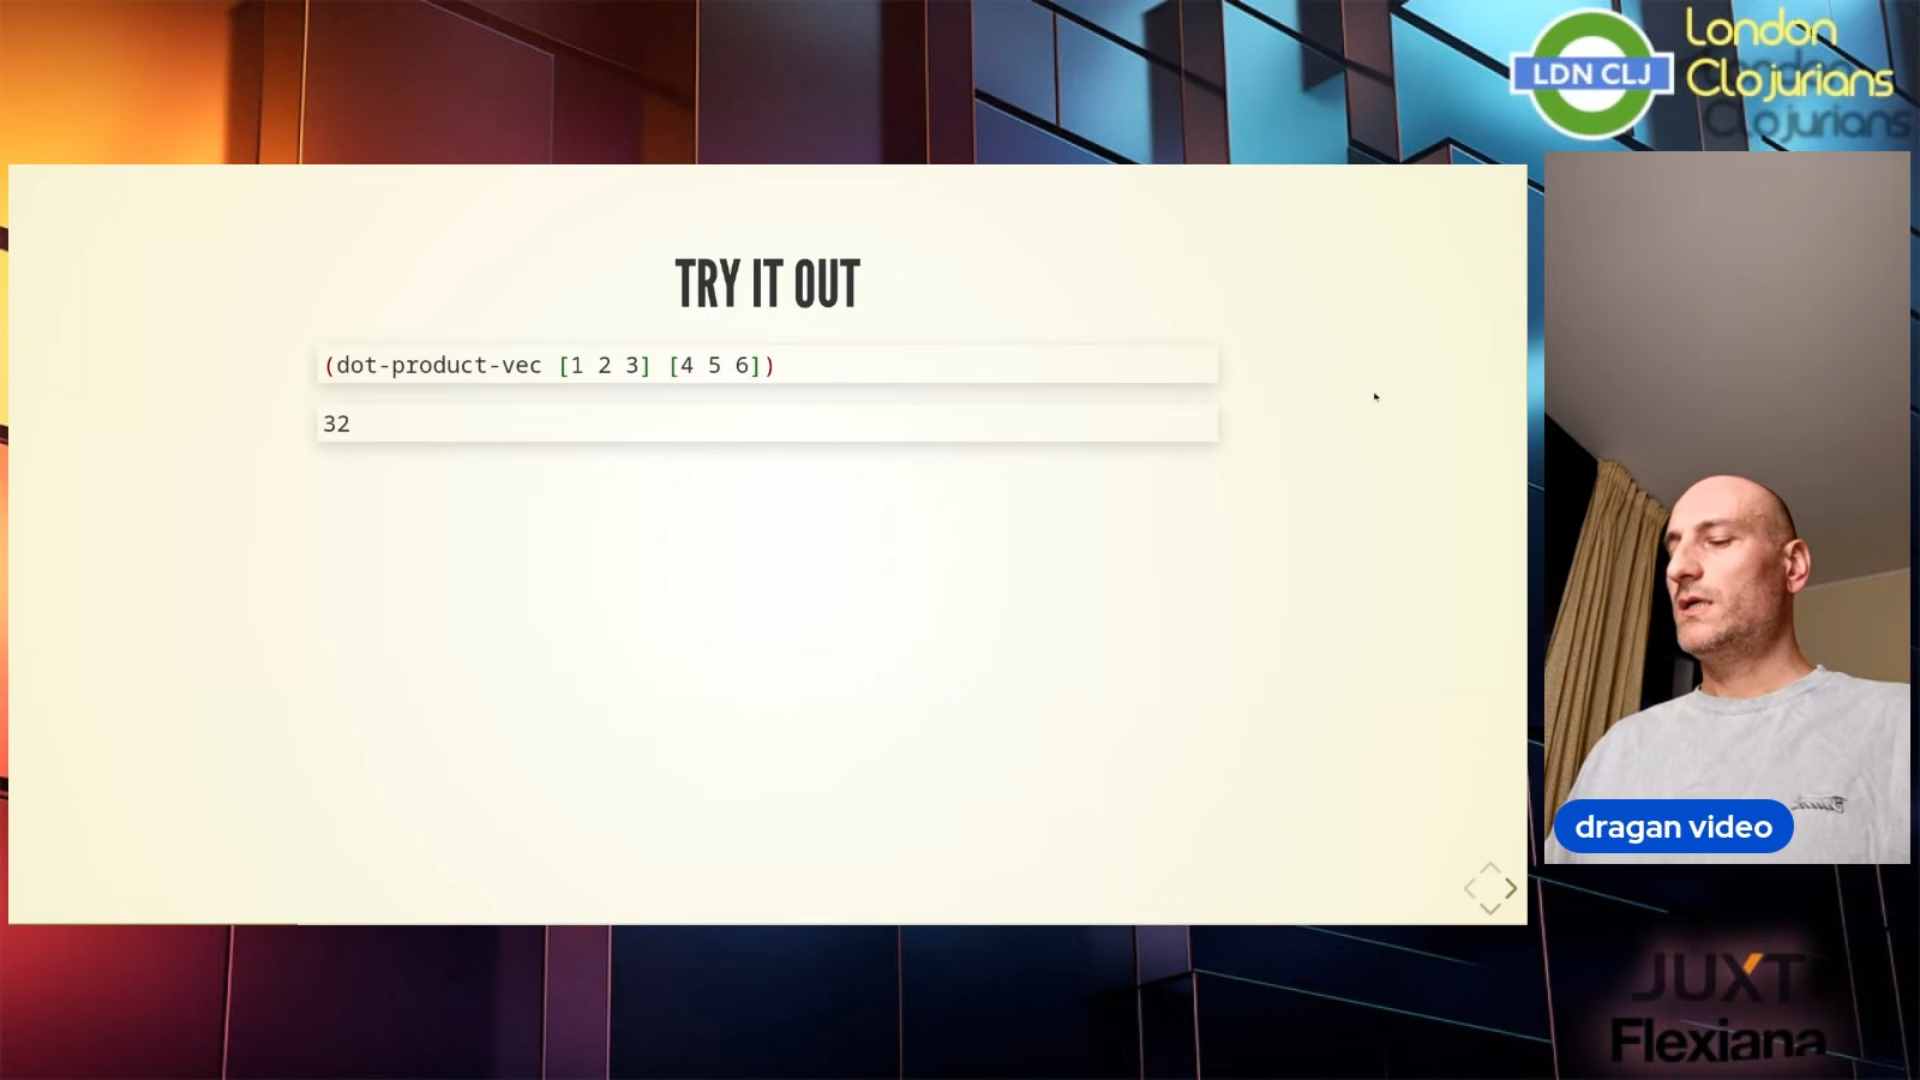 London
Clojurians
LDN CLJ
Clojurians
TRY IT OUT
(dot-product-vec [1 2 3] [4 5 6])
32
dragan video
JUXT
Flexiana